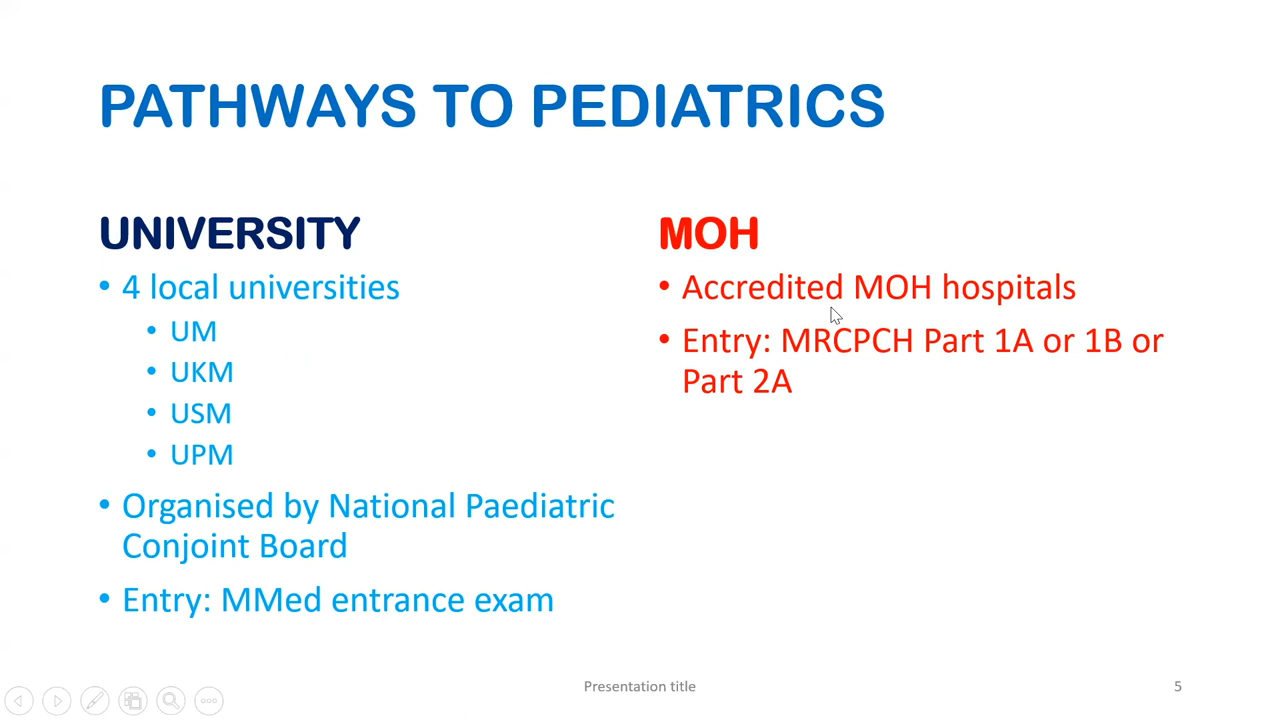 PATHWAYS TO PEDIATRICS
UNIVERSITY
• 4 local universities
• UM
• UKM
• USM
• UPM
• Organised by National Paediatric
Conjoint Board
• Entry: MMed entrance exam
MOH
• Accredited MOH hospitals
• Entry: MRCPCH Part 1A or 1B or
Part 2A
Presentation title
5